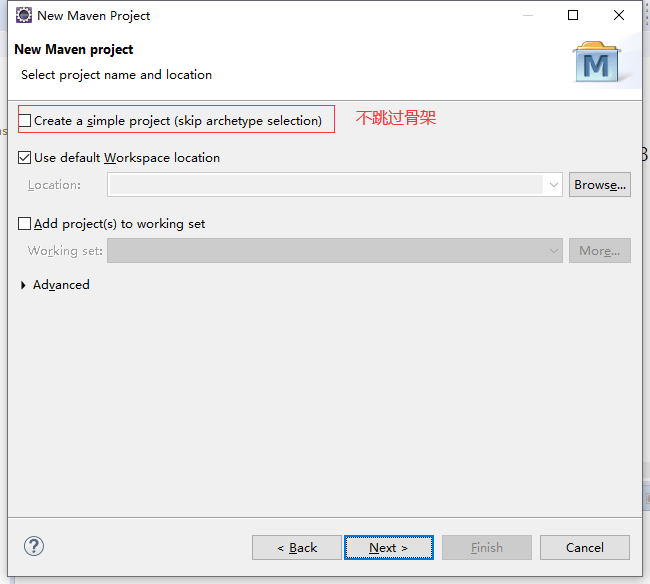 New Maven Project
New Maven project
Select project name and location
M
Create a simple project (skip archetype selection)
不跳过骨架
Use default Workspace location
Location:
Browse...
Add project(s) to working set
Working set:
More...
Advanced
?
< Back
Next >
Finish
Cancel